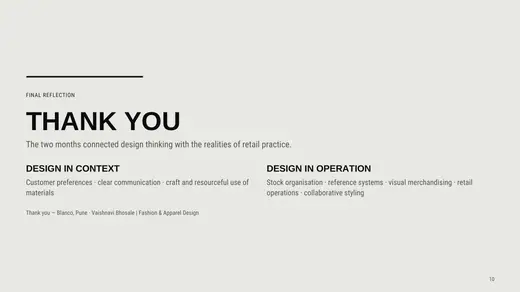 FINAL REFLECTION
THANK YOU
The two months connected design thinking with the realities of retail practice.
DESIGN IN CONTEXT
Customer preferences · clear communication · craft and resourceful use of
materials
DESIGN IN OPERATION
Stock organisation · reference systems · visual merchandising · retail
operations · collaborative styling
Thank you — Blanco, Pune · Vaishnavi Bhosale | Fashion & Apparel Design
10